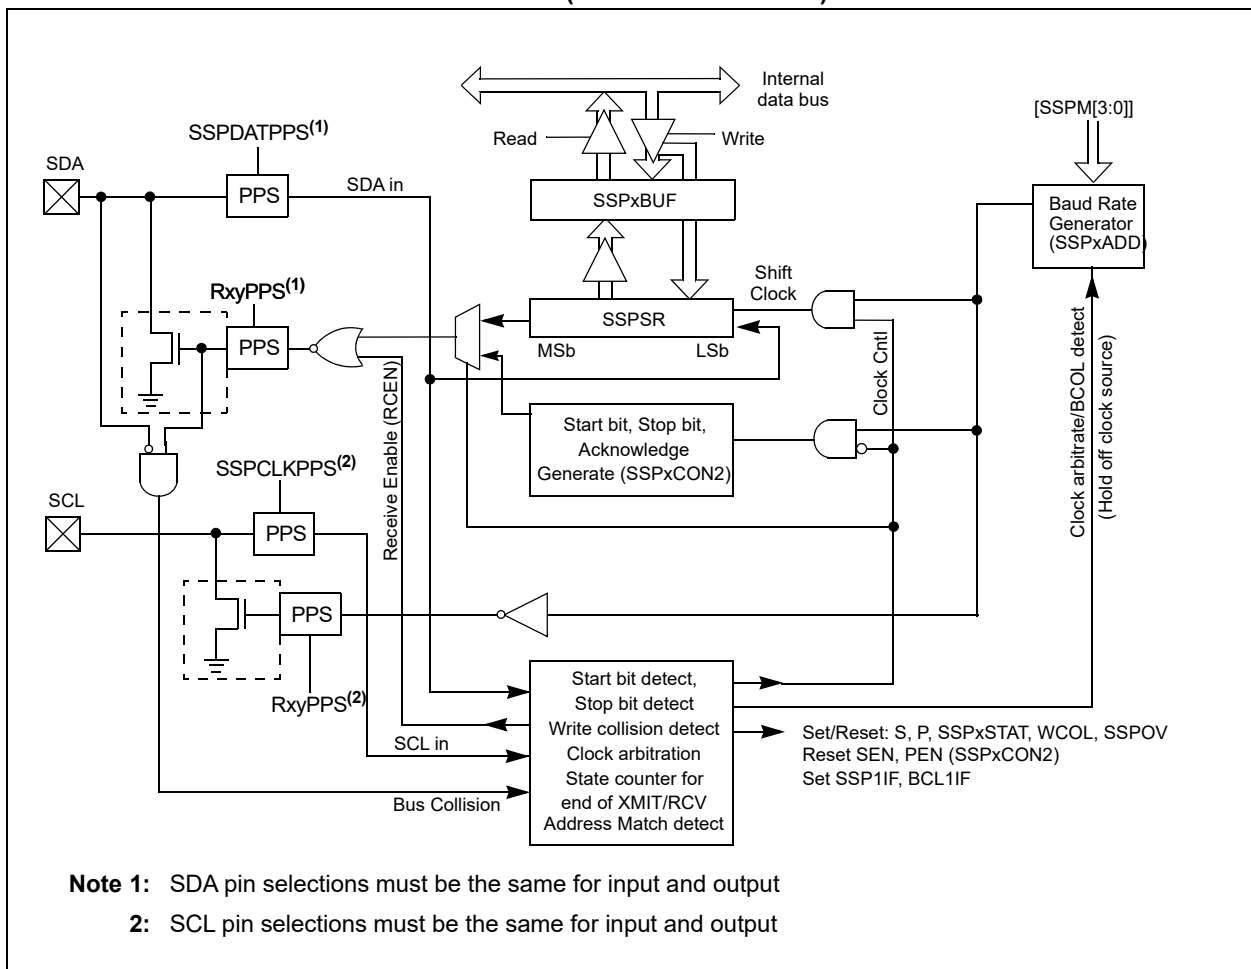 Internal
data bus
[SSPM[3:0]]
SSPDATPPS(1)
Read
Write
SDA
SDA in
PPS
SSPxBUF
Baud Rate
Generator
(SSPxADD)
Shift
Clock
RxyPPS(1)
SSPSR
PPS
MSb
LSb
Clock Cntl
Clock arbitrate/BCOL detect
(Hold off clock source)
Receive Enable (RCEN)
Start bit, Stop bit,
Acknowledge
Generate (SSPxCON2)
SSPCLKPPS(2)
SCL
PPS
PPS
RxyPPS(2)
Start bit detect,
Stop bit detect
Write collision detect
Clock arbitration
State counter for
end of XMIT/RCV
Address Match detect
SCL in
Bus Collision
Set/Reset: S, P, SSPxSTAT, WCOL, SSPOV
Reset SEN, PEN (SSPxCON2)
Set SSP1IF, BCL1IF
Note 1: SDA pin selections must be the same for input and output
2: SCL pin selections must be the same for input and output